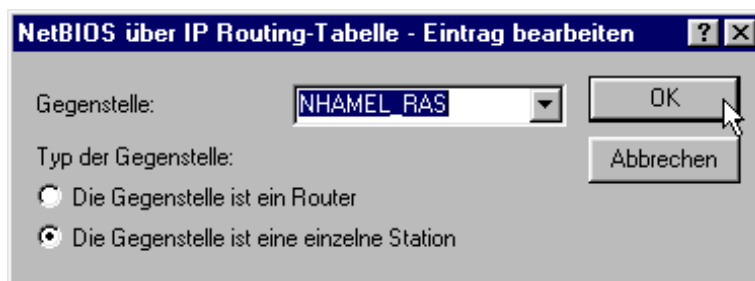 NetBIOS über IP Routing-Tabelle - Eintrag bearbeiten
Gegenstelle: NHAMEL_RAS OK
Typ der Gegenstelle: Abbrechen
Die Gegenstelle ist ein Router
Die Gegenstelle ist eine einzelne Station